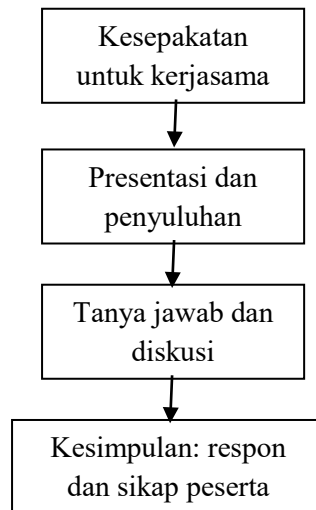 Kesepakatan
untuk kerjasama
Presentasi dan
penyuluhan
Tanya jawab dan
diskusi
Kesimpulan: respon
dan sikap peserta